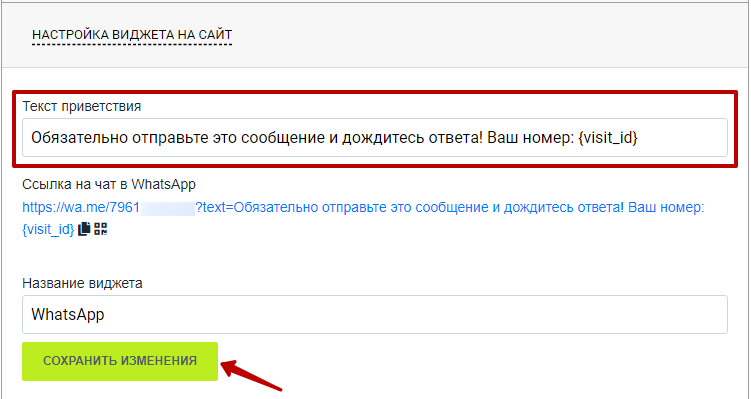 НАСТРОЙКА ВИДЖЕТА НА САЙТ
Текст приветствия
Обязательно отправьте это сообщение и дождитесь ответа! Ваш номер: {visit_id}
Ссылка на чат в WhatsApp
https://wa.me/7961 ?text=Обязательно отправьте это сообщение и дождитесь ответа! Ваш номер:
{visit_id}
Название виджета
WhatsApp
СОХРАНИТЬ ИЗМЕНЕНИЯ